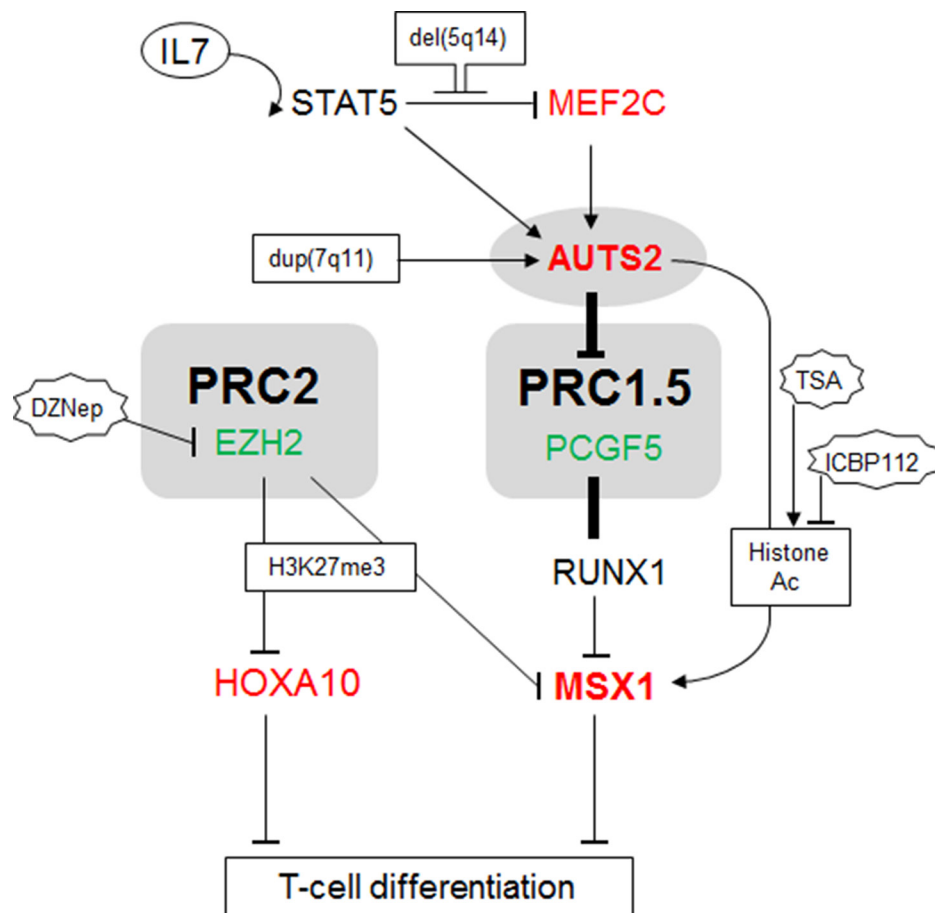 del(5q14)
IL7
STAT5
MEF2C
dup(7q11)
AUTS2
PRC2
PRC1.5
TSA
DZNep
EZH2
PCGF5
ICBP112
H3K27me3
RUNX1
Histone
Ac
HOXA10
MSX1
T-cell differentiation